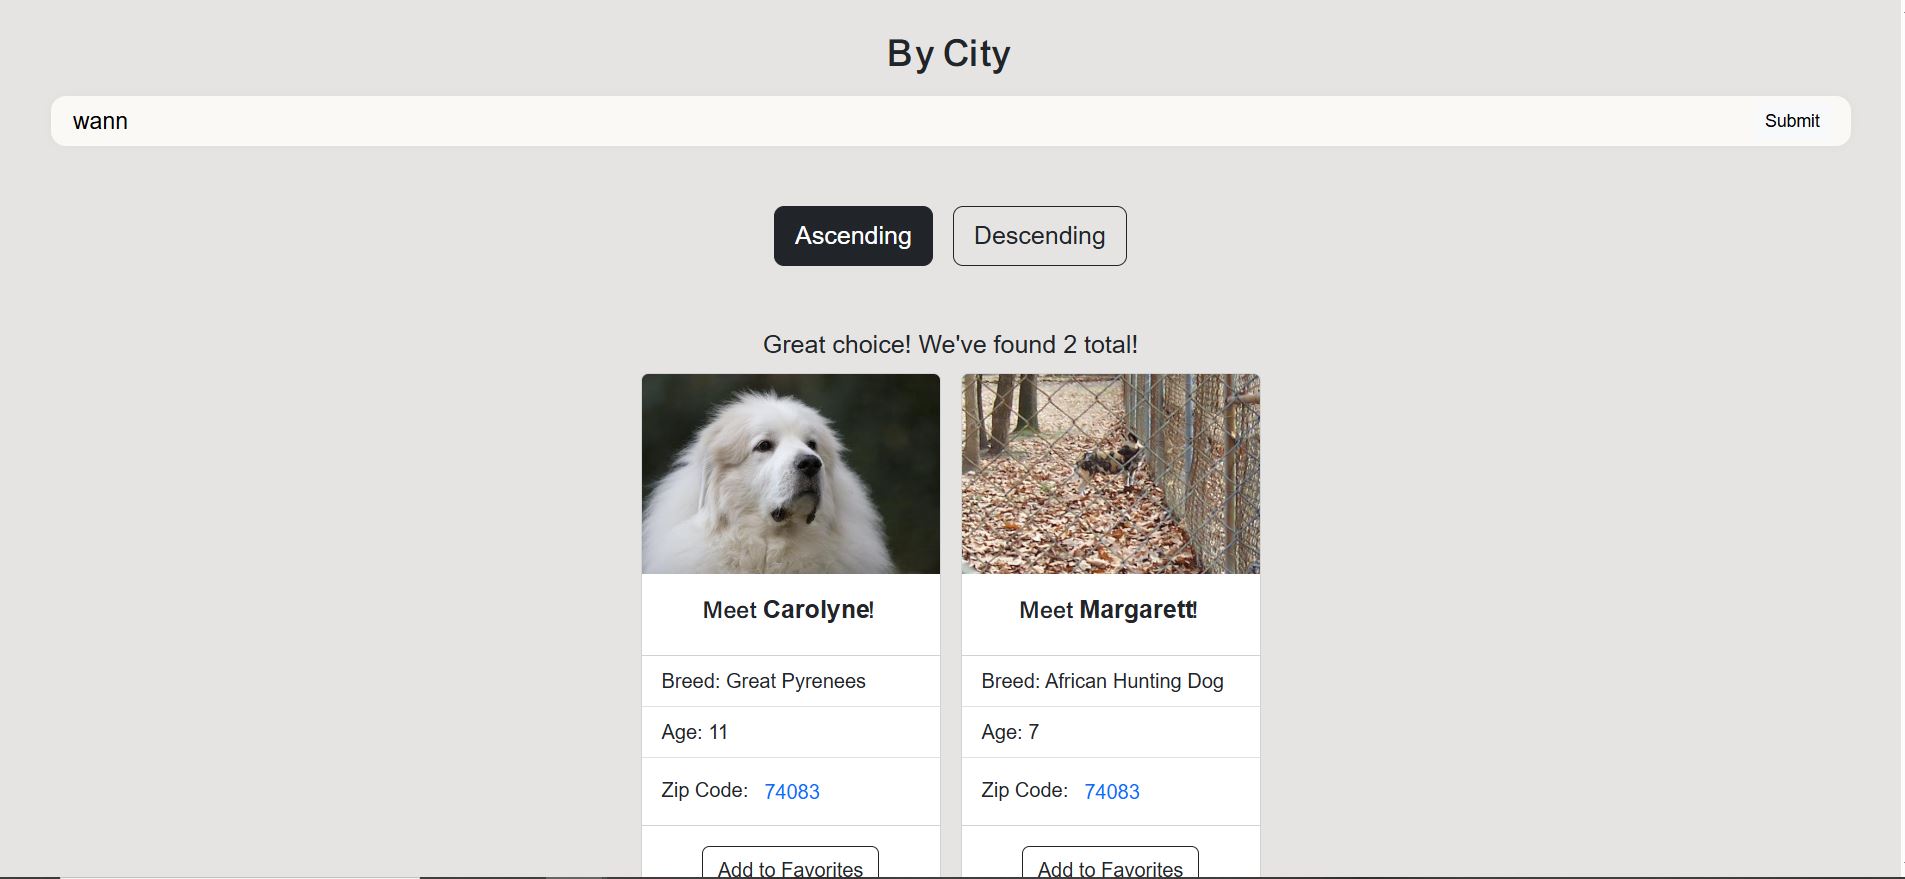 By City
wann
Submit
Ascending
Descending
Great choice! We've found 2 total!
Meet Carolyne!
Breed: Great Pyrenees
Age: 11
Zip Code: 74083
Add to Favorites
Meet Margarett!
Breed: African Hunting Dog
Age: 7
Zip Code: 74083
Add to Favorites